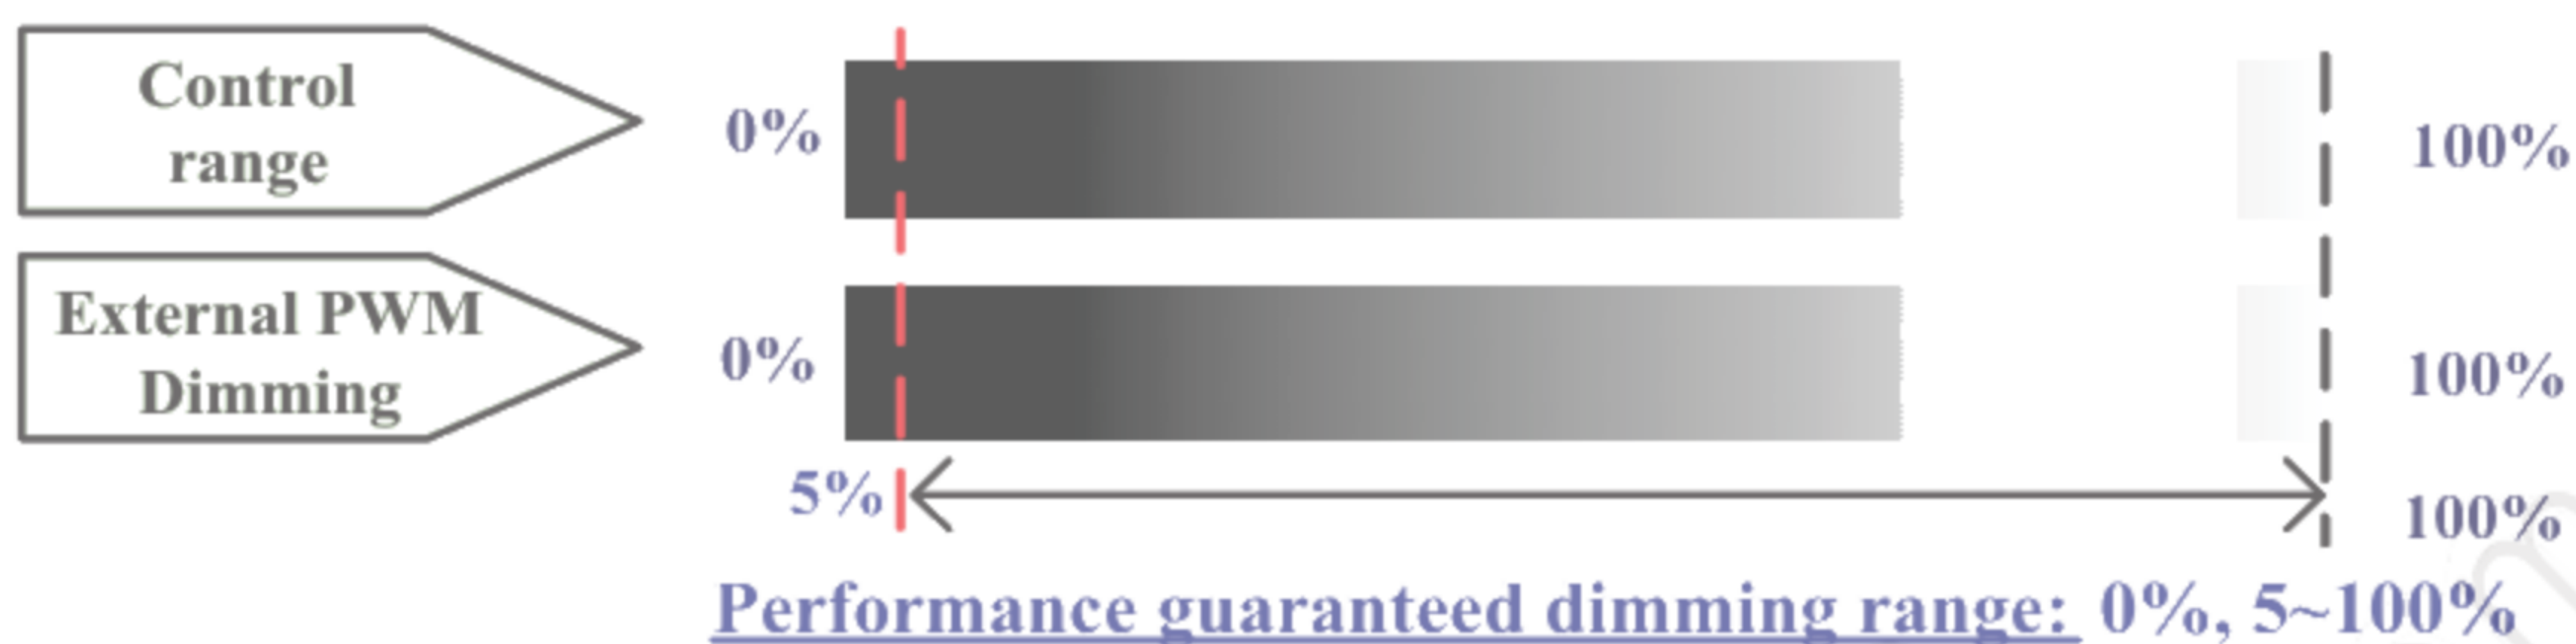 Control
range
0%
100%
External PWM
Dimming
0%
100%
5%
100%
Performance guaranteed dimming range: 0%, 5~100%